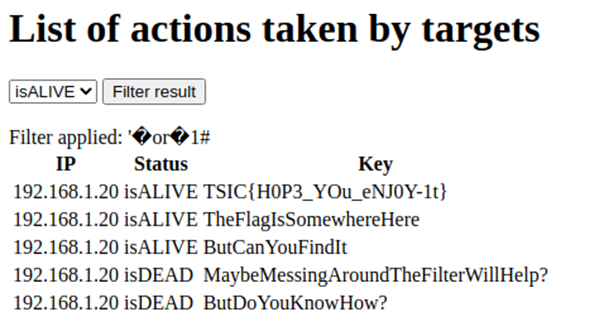 List of actions taken by targets
isALIVE Filter result
Filter applied: '�or�1#
IP Status Key
192.168.1.20 isALIVE TSIC{H0P3_YOu_eNJ0Y-1t}
192.168.1.20 isALIVE TheFlagIsSomewhereHere
192.168.1.20 isALIVE ButCanYouFindIt
192.168.1.20 isDEAD MaybeMessingAroundTheFilterWillHelp?
192.168.1.20 isDEAD ButDoYouKnowHow?